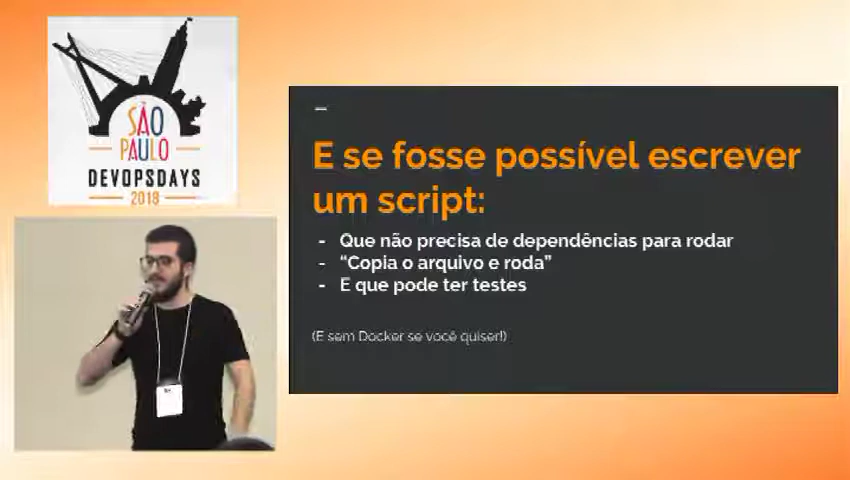 SÃO
PAULO
DEVOPSDAYS
2018
E se fosse possível escrever
um script:
- Que não precisa de dependências para rodar
- “Copia o arquivo e roda”
- E que pode ter testes
(E sem Docker se você quiser!)